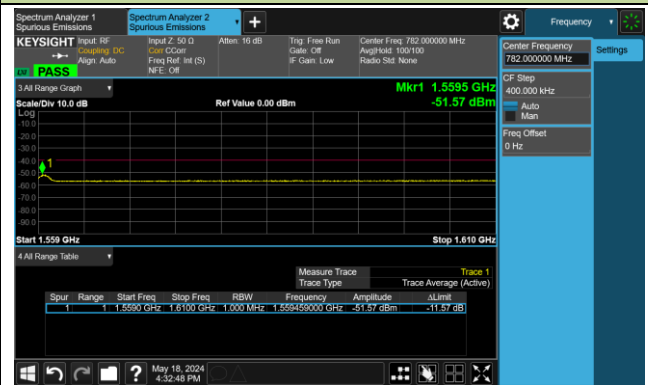 Spectrum Analyzer 1
Spurious Emissions
Spectrum Analyzer 2
Spurious Emissions
Frequency
KEYSIGHT
Input: RF
Coupling: DC
Align: Auto
Input Z: 50 Ω
Corr CCorr
Freq Ref: Int (S)
NFE: Off
Atten: 16 dB
Trig: Free Run
Gate: Off
IF Gain: Low
Center Freq: 782.000000 MHz
Avg|Hold: 100/100
Radio Std: None
PASS
Center Frequency
782.000000 MHz
Settings
CF Step
400.000 kHz
Auto
Man
Freq Offset
0 Hz
3 All Range Graph
Mkr1 1.5595 GHz
Scale/Div 10.0 dB
Ref Value 0.00 dBm
-51.57 dBm
Log
-10.0
-20.0
-30.0
-40.0
1
-50.0
-60.0
-70.0
-80.0
-90.0
Start 1.559 GHz
Stop 1.610 GHz
4 All Range Table
Measure Trace Trace 1
Trace Type Trace Average (Active)
Spur Range Start Freq Stop Freq RBW Frequency Amplitude ΔLimit
1 1 1.5590 GHz 1.6100 GHz 1.000 MHz 1.559459000 GHz -51.57 dBm -11.57 dB
?
May 18, 2024
4:32:48 PM